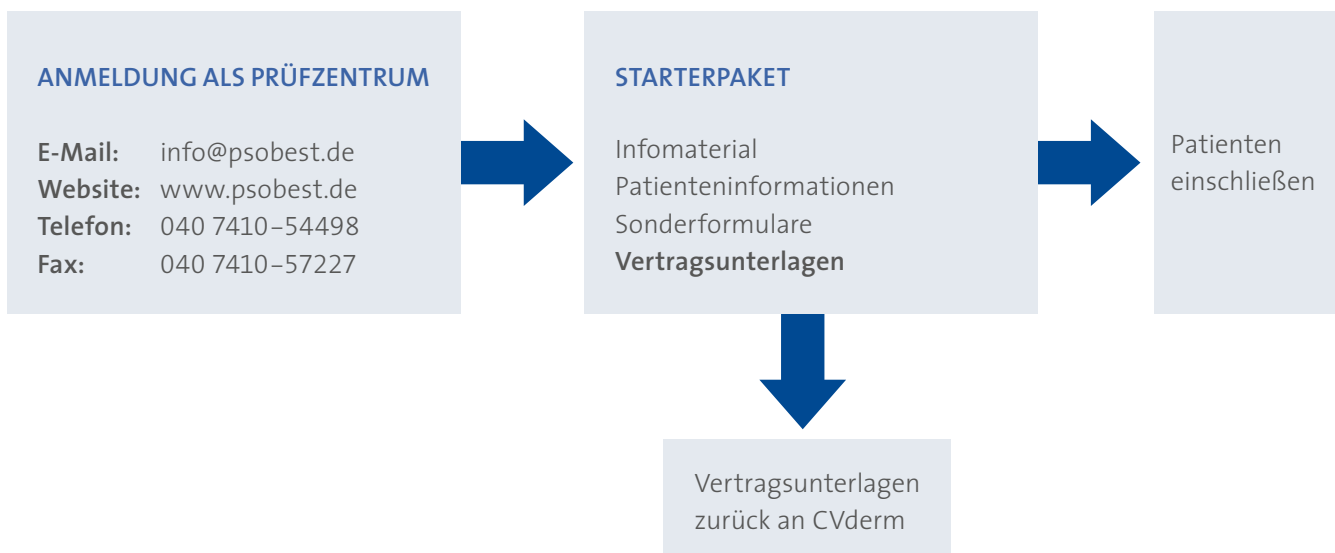 ANMELDUNG ALS PRÜFZENTRUM
E-Mail: info@psobest.de
Website: www.psobest.de
Telefon: 040 7410–54498
Fax: 040 7410–57227
STARTERPAKET
Infomaterial
Patienteninformationen
Sonderformulare
Vertragsunterlagen
Patienten
einschließen
Vertragsunterlagen
zurück an CVderm